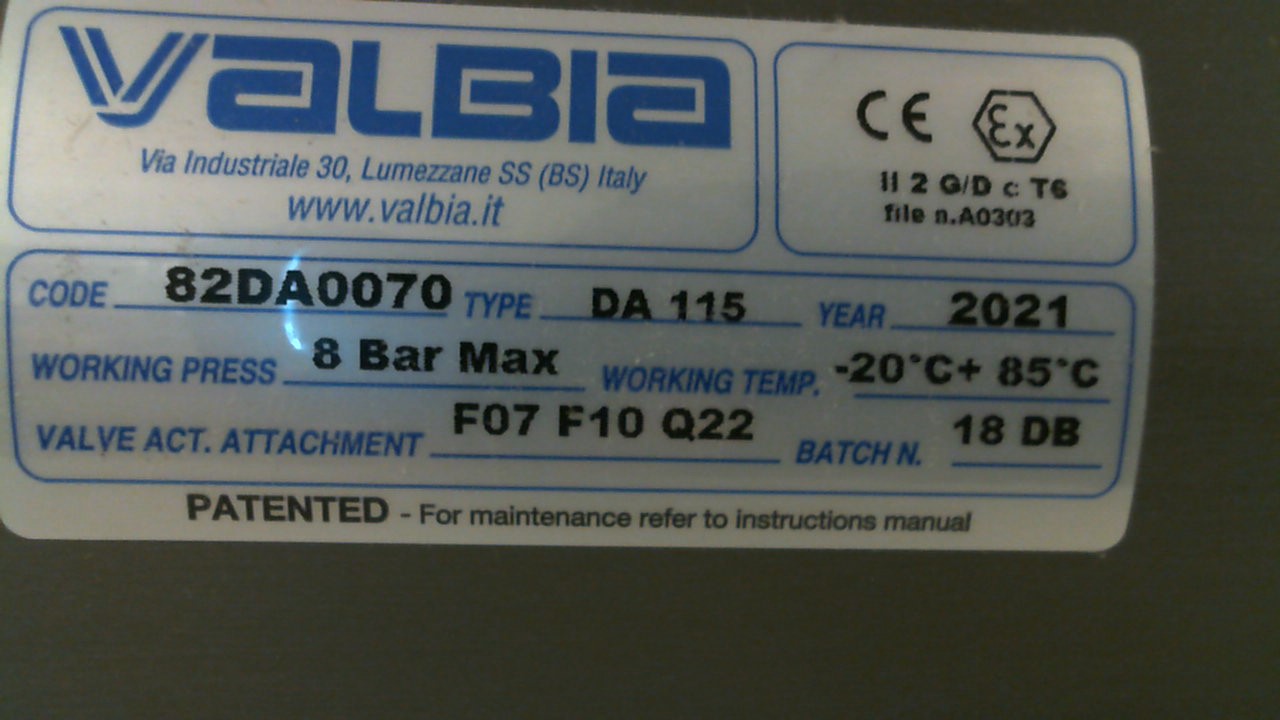 VALBIA
Via Industriale 30, Lumezzane SS (BS) Italy
www.valbia.it
CE Ex
II 2 G/D c T6
file n.A0303
CODE 82DA0070 TYPE DA 115 YEAR 2021
WORKING PRESS 8 Bar Max WORKING TEMP. -20°C+ 85°C
VALVE ACT. ATTACHMENT F07 F10 Q22 BATCH N. 18 DB
PATENTED - For maintenance refer to instructions manual